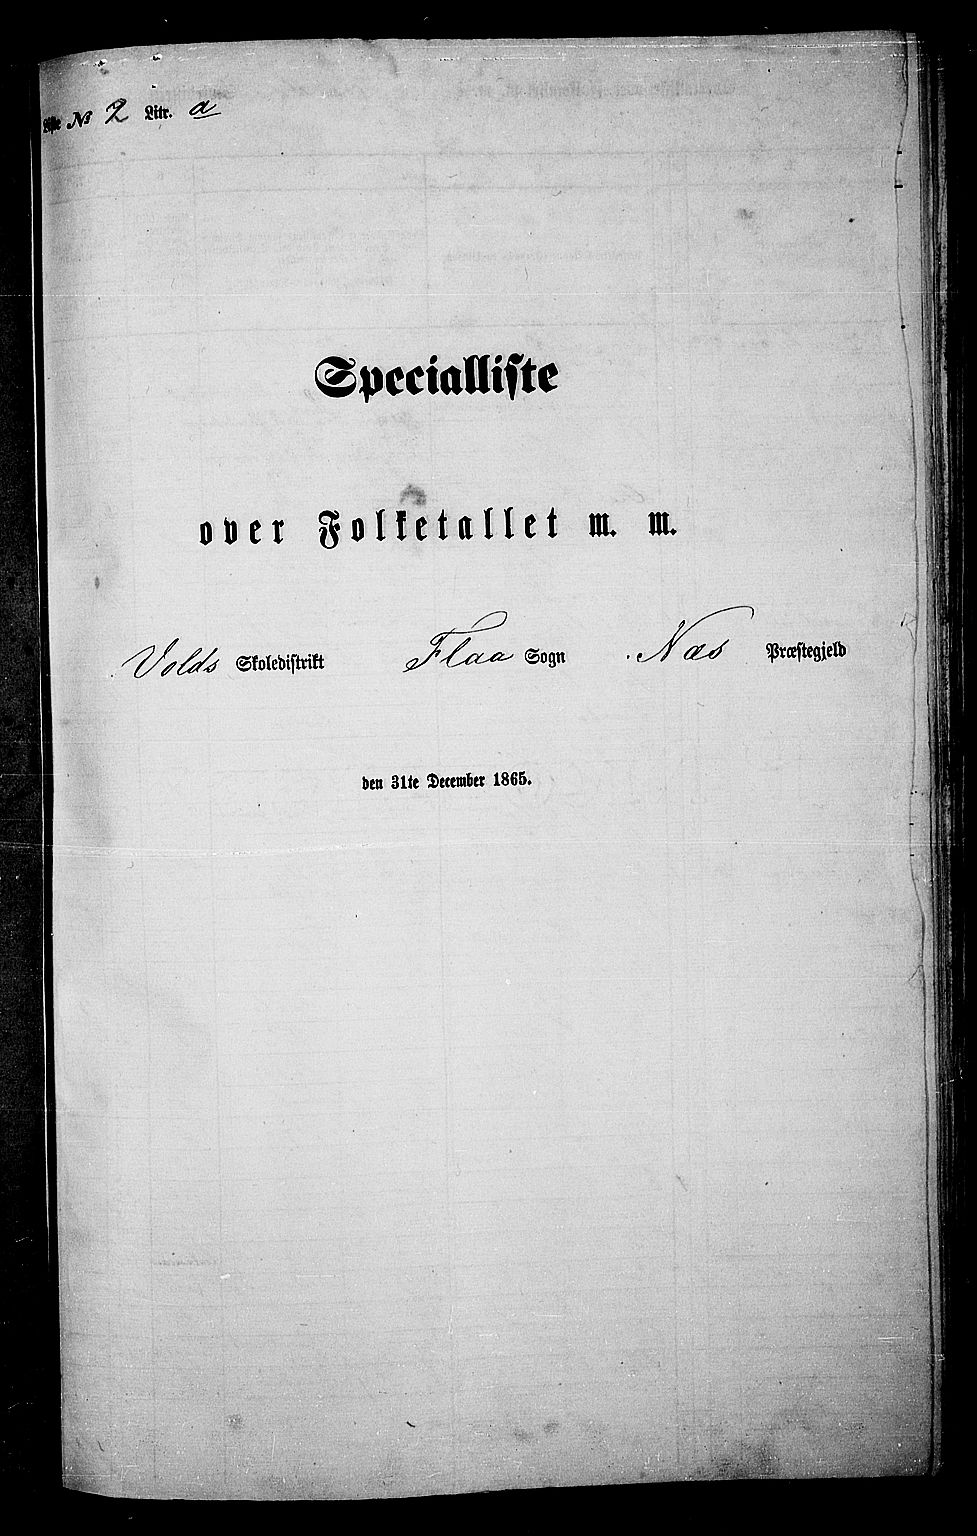 Liste No 2 Litr. a
Specialliste
over Folketallet m. m.
Volds Skoledistrikt Flaa Sogn Næs Præstegjeld
den 31te December 1865.